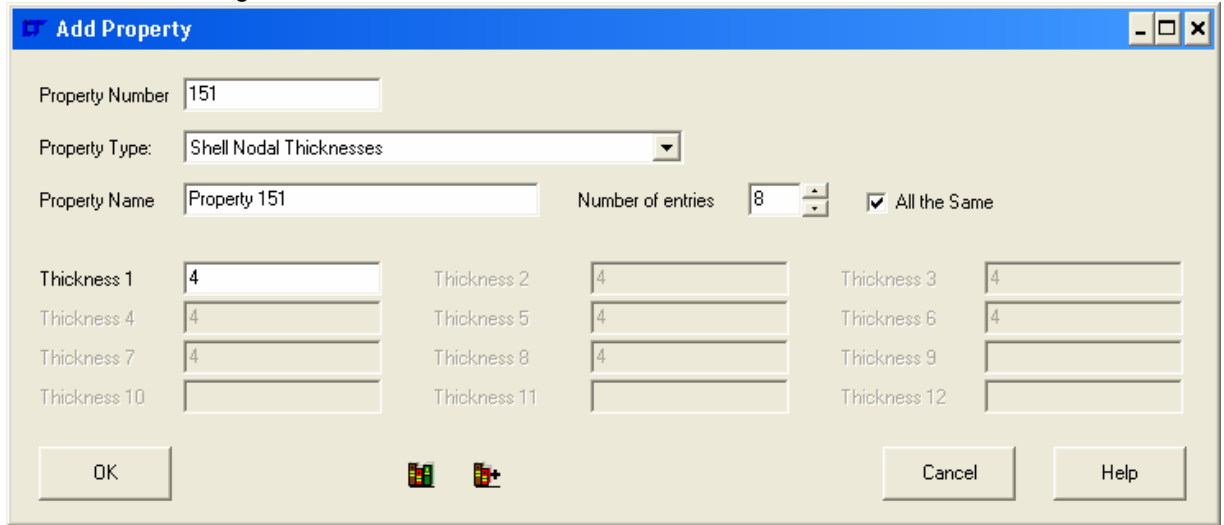 Add Property
Property Number 151
Property Type: Shell Nodal Thicknesses
Property Name Property 151 Number of entries 8 All the Same
Thickness 1 4 Thickness 2 4 Thickness 3 4
Thickness 4 4 Thickness 5 4 Thickness 6 4
Thickness 7 4 Thickness 8 4 Thickness 9
Thickness 10 Thickness 11 Thickness 12
OK Cancel Help